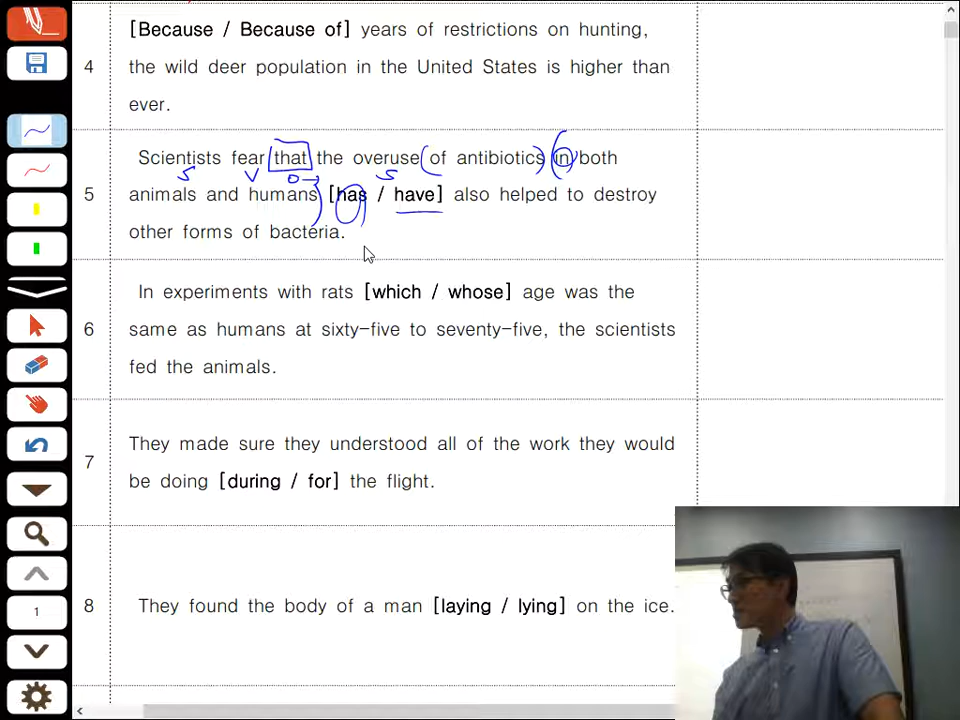 [Because / Because of] years of restrictions on hunting,
4 the wild deer population in the United States is higher than
ever.
Scientists fear that the overuse (of antibiotics) (in both
S V O S
5 animals and humans) [has / have] also helped to destroy
other forms of bacteria.
In experiments with rats [which / whose] age was the
6 same as humans at sixty-five to seventy-five, the scientists
fed the animals.
They made sure they understood all of the work they would
7
be doing [during / for] the flight.
8 They found the body of a man [laying / lying] on the ice.
1